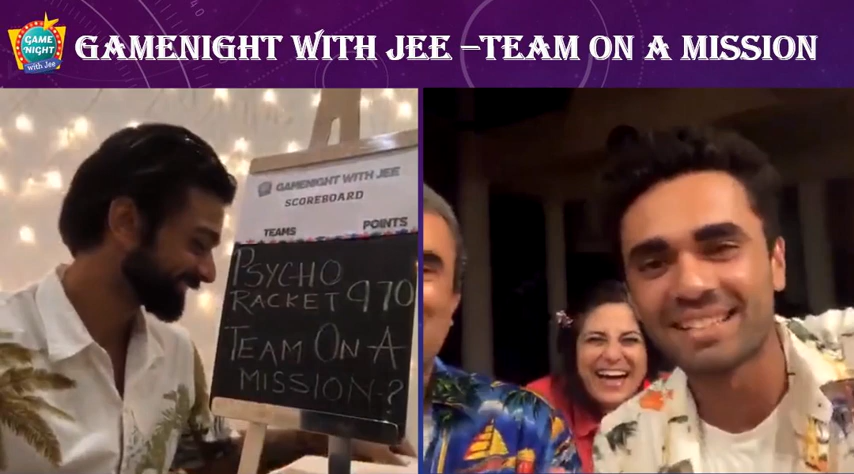 GAME
NIGHT
with Jee
GAMENIGHT WITH JEE –TEAM ON A MISSION
GAMENIGHT WITH JEE
SCOREBOARD
TEAMS POINTS
PSYCHO
RACKET 970
TEAM ON A
MISSION-?